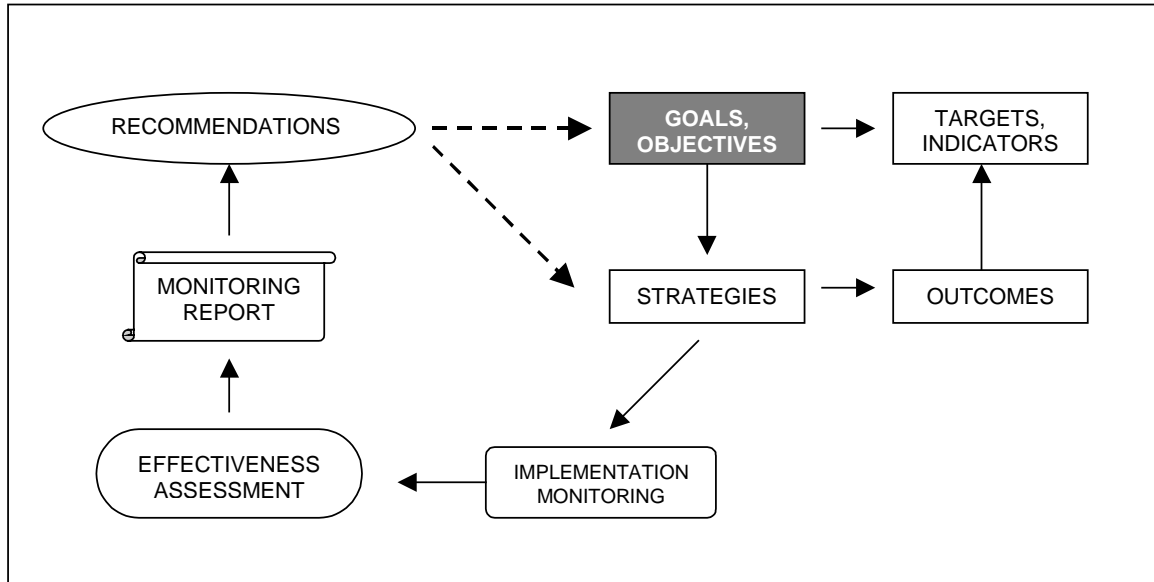 RECOMMENDATIONS
GOALS,
OBJECTIVES
TARGETS,
INDICATORS
MONITORING
REPORT
STRATEGIES
OUTCOMES
EFFECTIVENESS
ASSESSMENT
IMPLEMENTATION
MONITORING